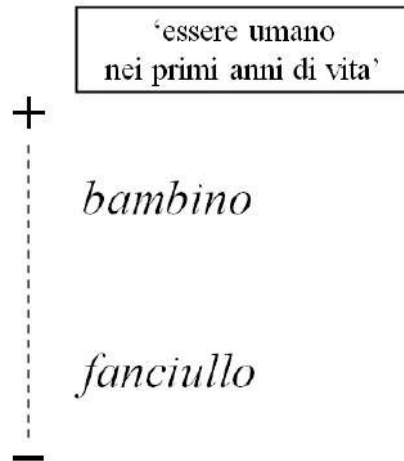 ‘essere umano
nei primi anni di vita’
+
bambino
fanciullo
–